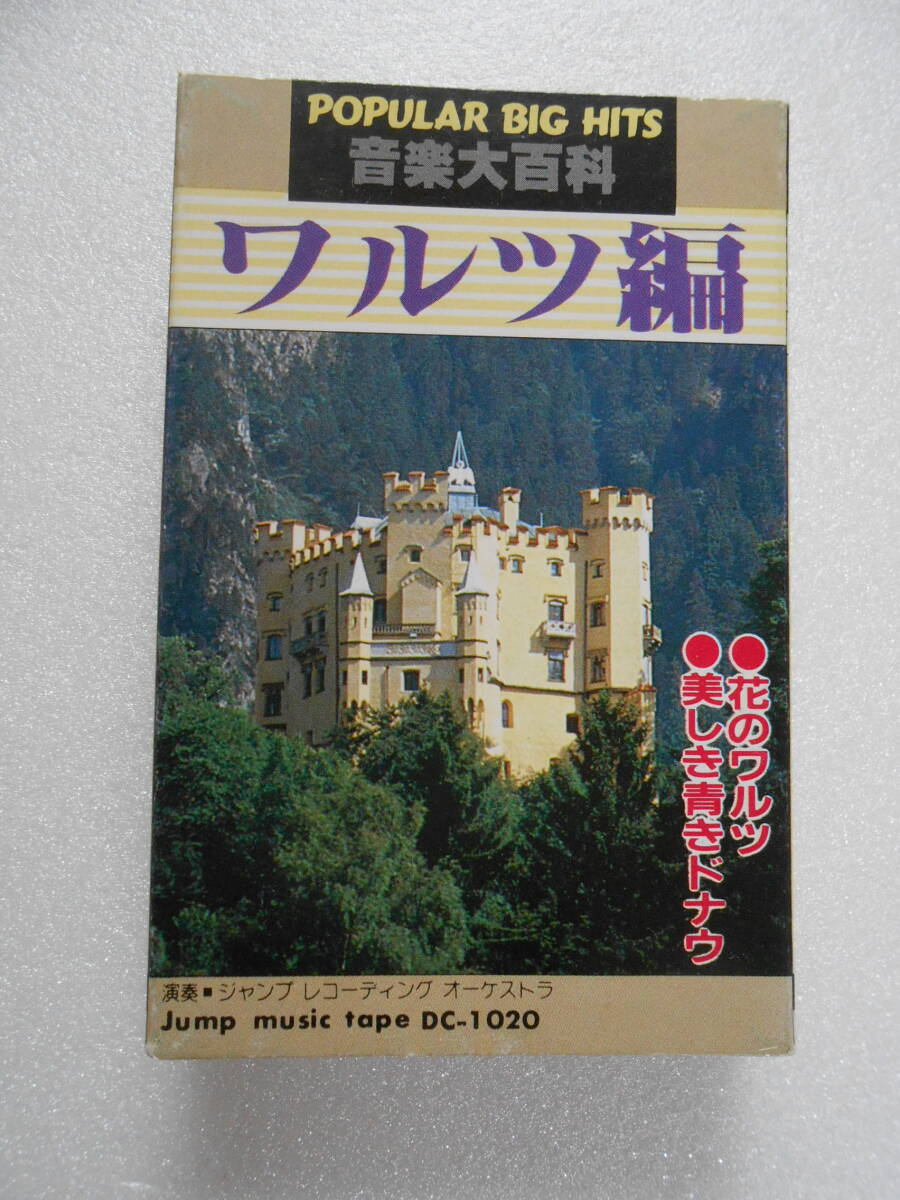 POPULAR BIG HITS
音楽大百科
ワルツ編
●花のワルツ
●美しき青きドナウ
演奏■ジャンプ レコーディング オーケストラ
Jump music tape DC-1020